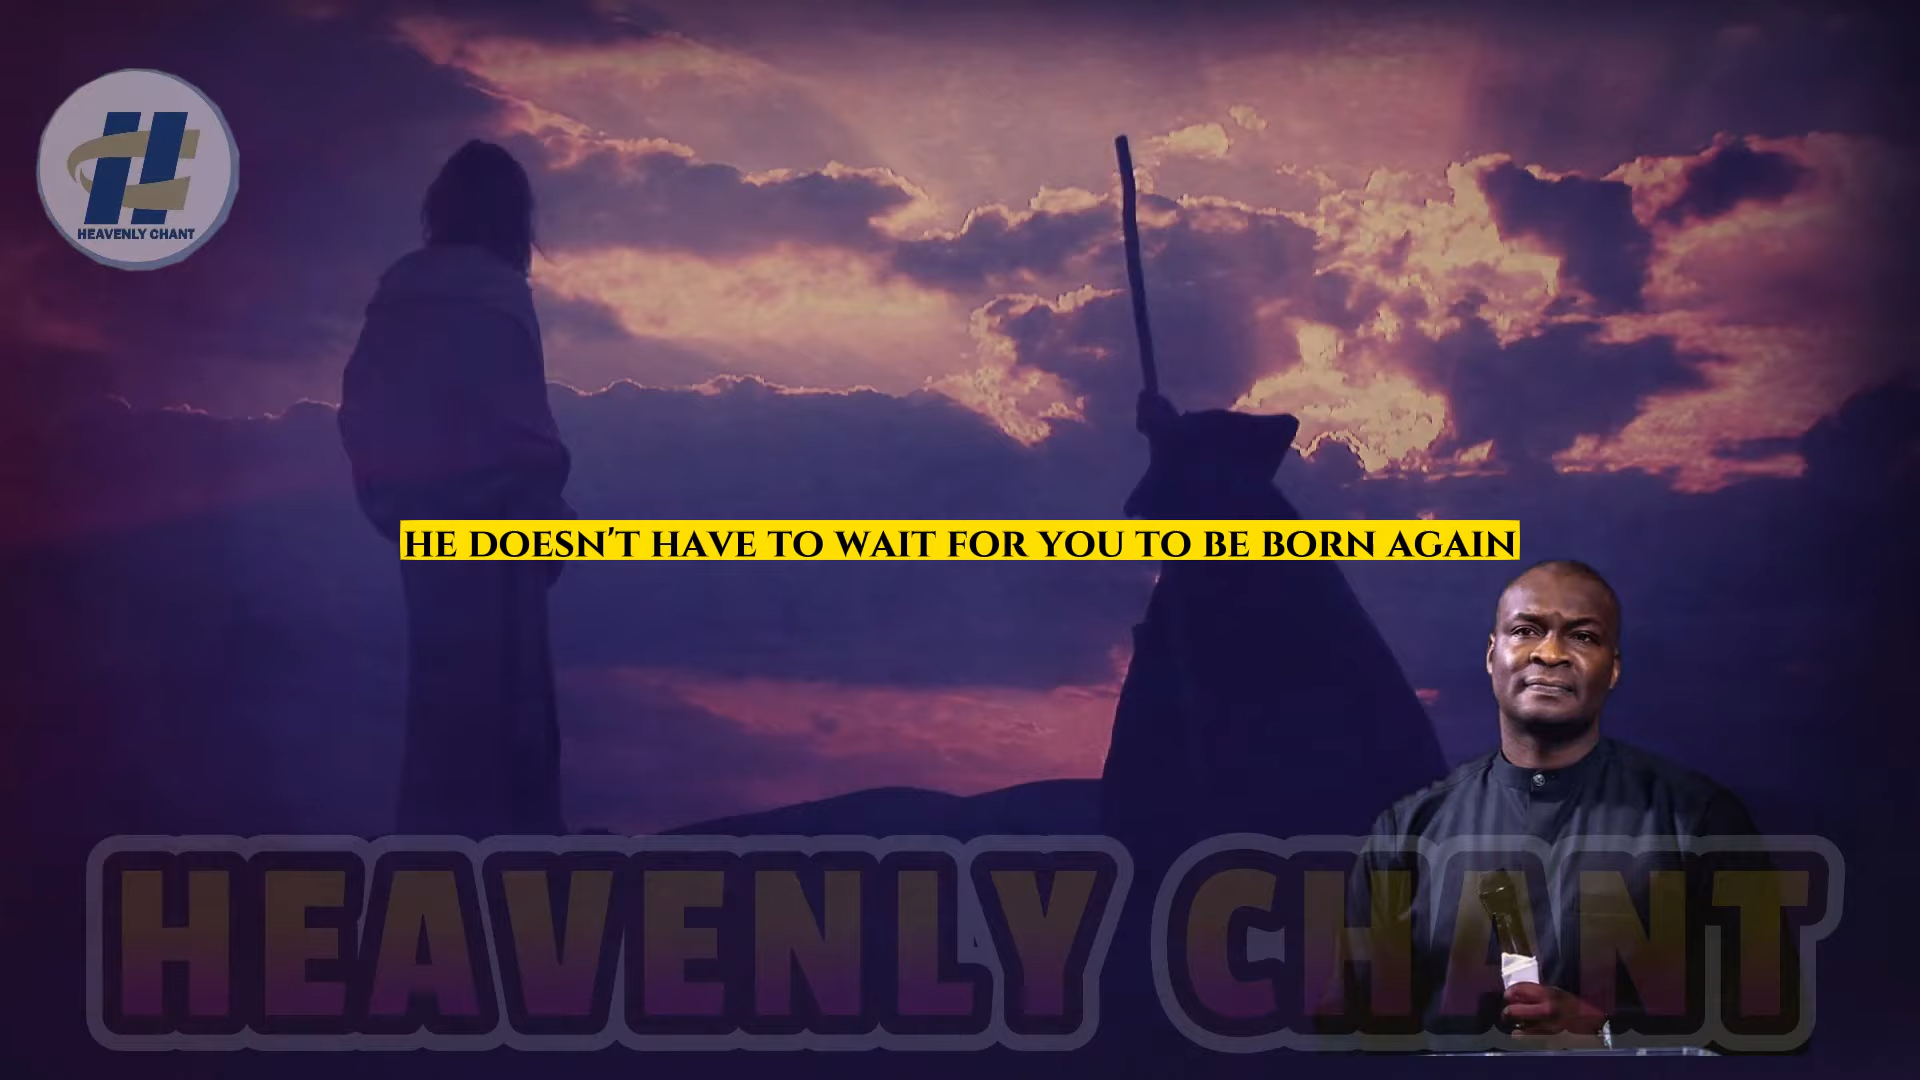 HEAVENLY CHANT
HE DOESN'T HAVE TO WAIT FOR YOU TO BE BORN AGAIN
HEAVENLY CHANT